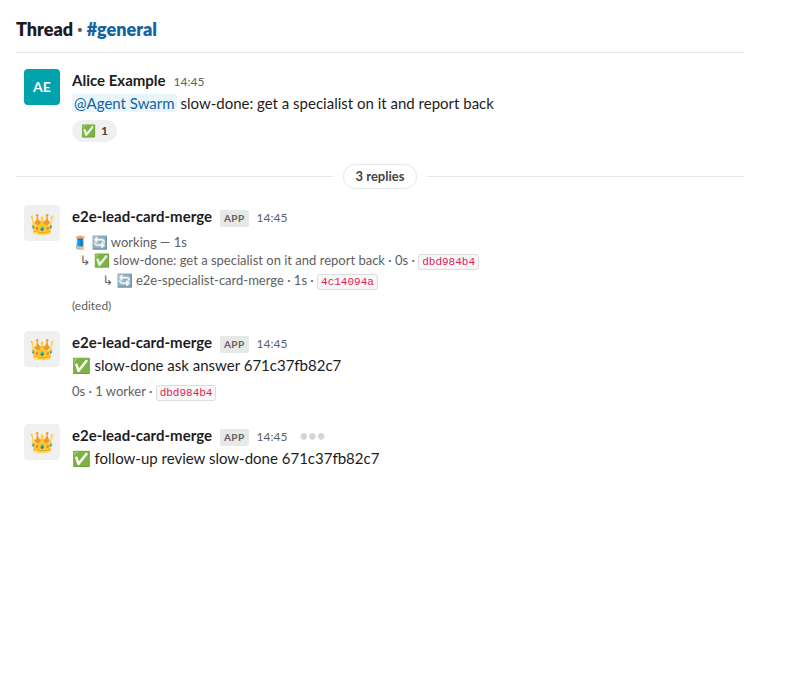 Thread • #general
AE
Alice Example 14:45
@Agent Swarm slow-done: get a specialist on it and report back
✅ 1
3 replies
e2e-lead-card-merge APP 14:45
🧵 🔄 working — 1s
↳ ✅ slow-done: get a specialist on it and report back · 0s · dbd984b4
↳ 🔄 e2e-specialist-card-merge · 1s · 4c14094a
(edited)
e2e-lead-card-merge APP 14:45
✅ slow-done ask answer 671c37fb82c7
0s · 1 worker · dbd984b4
e2e-lead-card-merge APP 14:45
✅ follow-up review slow-done 671c37fb82c7